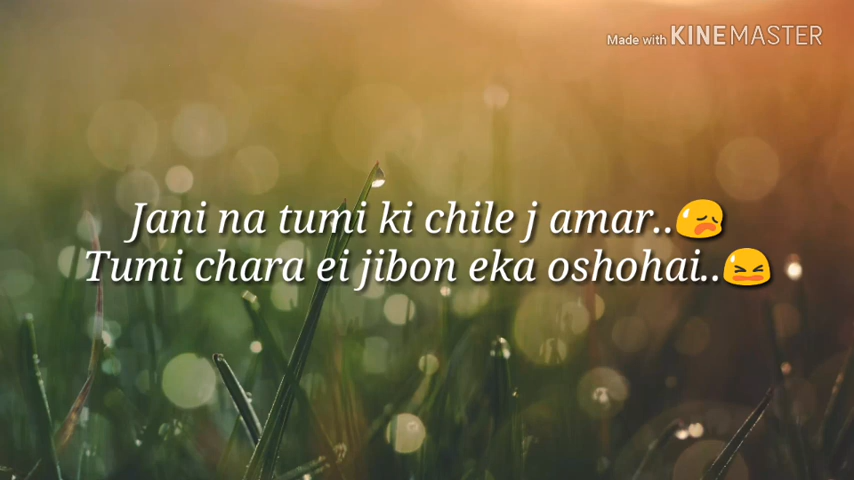 Made with KINEMASTER
Jani na tumi ki chile j amar..😥
Tumi chara ei jibon eka oshohai..😫